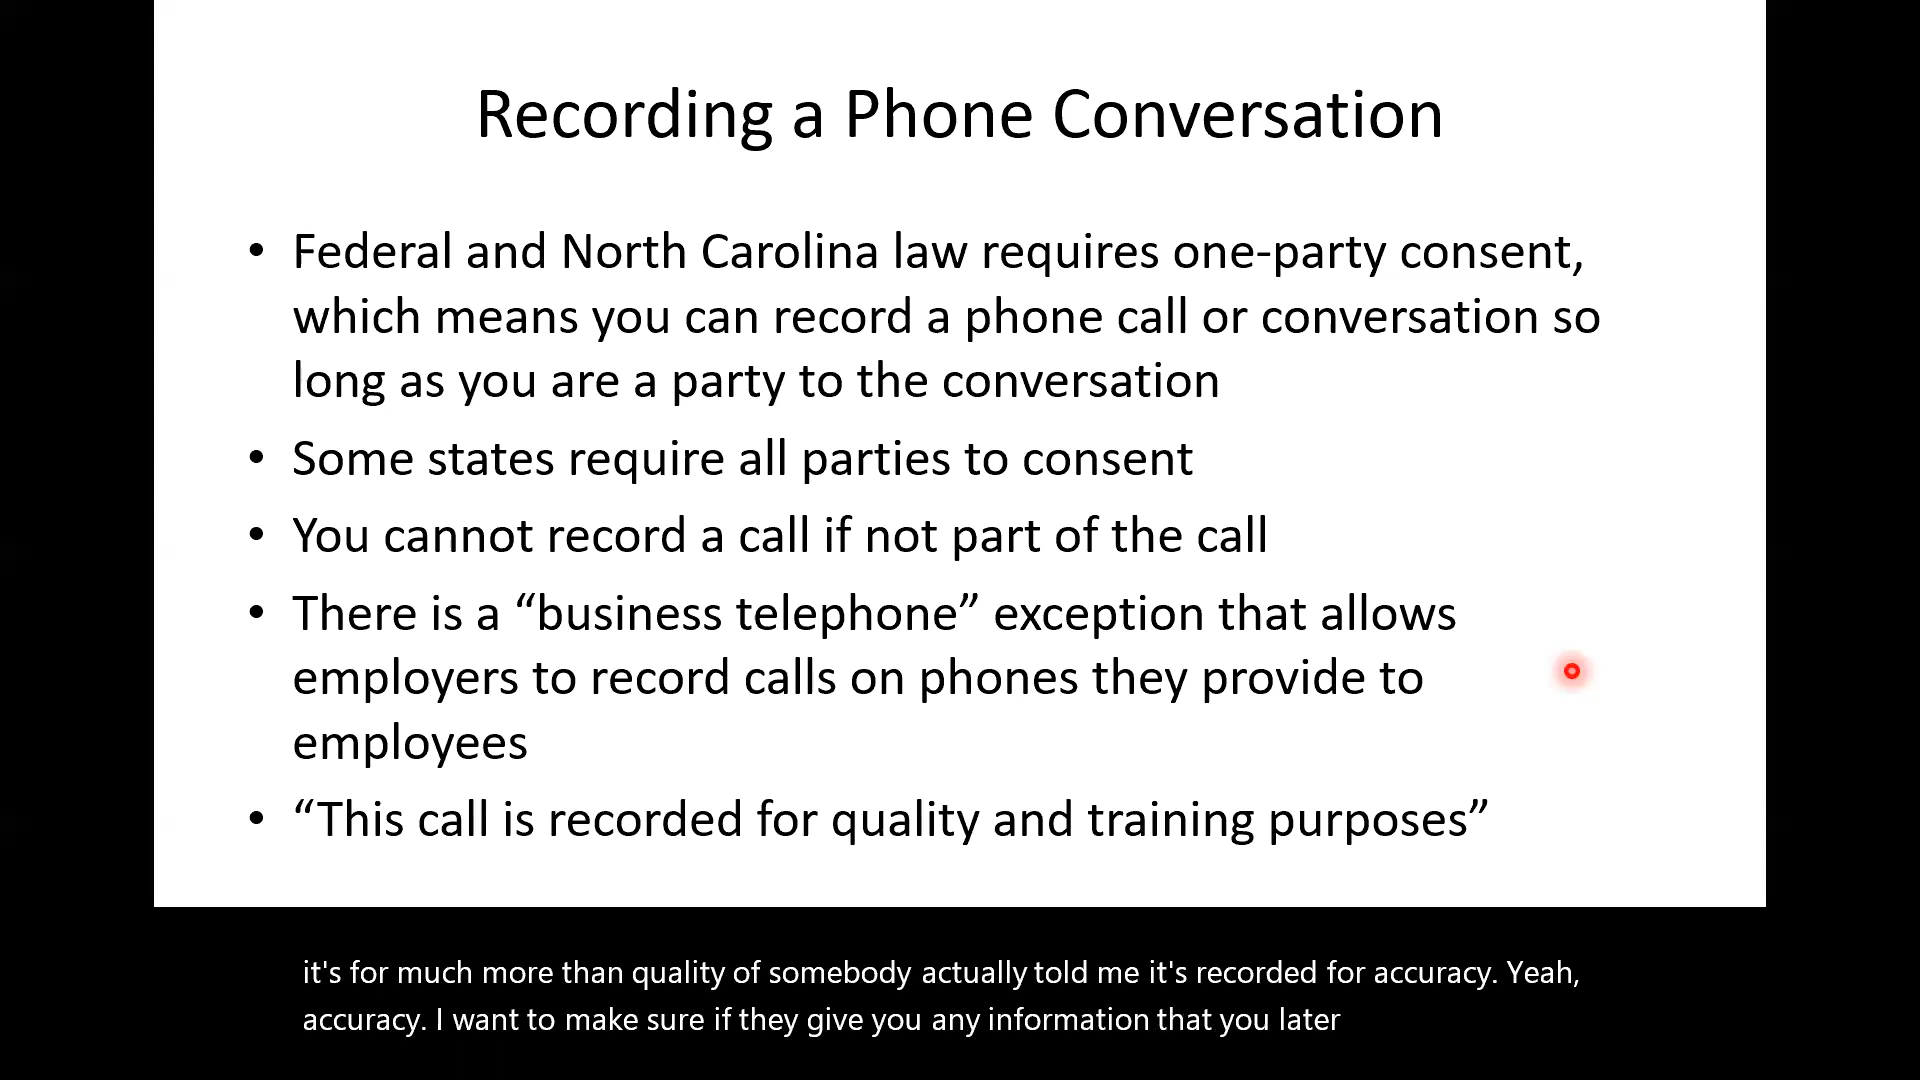 Recording a Phone Conversation
• Federal and North Carolina law requires one-party consent,
which means you can record a phone call or conversation so
long as you are a party to the conversation
• Some states require all parties to consent
• You cannot record a call if not part of the call
• There is a “business telephone” exception that allows
employers to record calls on phones they provide to
employees
• “This call is recorded for quality and training purposes”
it's for much more than quality of somebody actually told me it's recorded for accuracy. Yeah,
accuracy. I want to make sure if they give you any information that you later